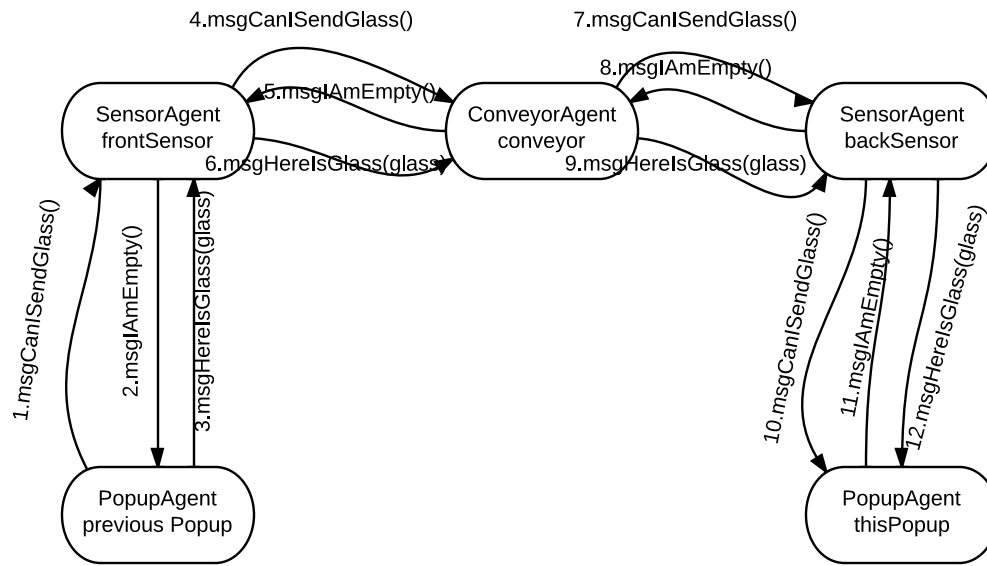 4.msgCanISendGlass()
7.msgCanISendGlass()
5.msgIAmEmpty()
8.msgIAmEmpty()
SensorAgent
frontSensor
ConveyorAgent
conveyor
SensorAgent
backSensor
6.msgHereIsGlass(glass)
9.msgHereIsGlass(glass)
1.msgCanISendGlass()
2.msgIAmEmpty()
3.msgHereIsGlass(glass)
10.msgCanISendGlass()
11.msgIAmEmpty()
12.msgHereIsGlass(glass)
PopupAgent
previous Popup
PopupAgent
thisPopup